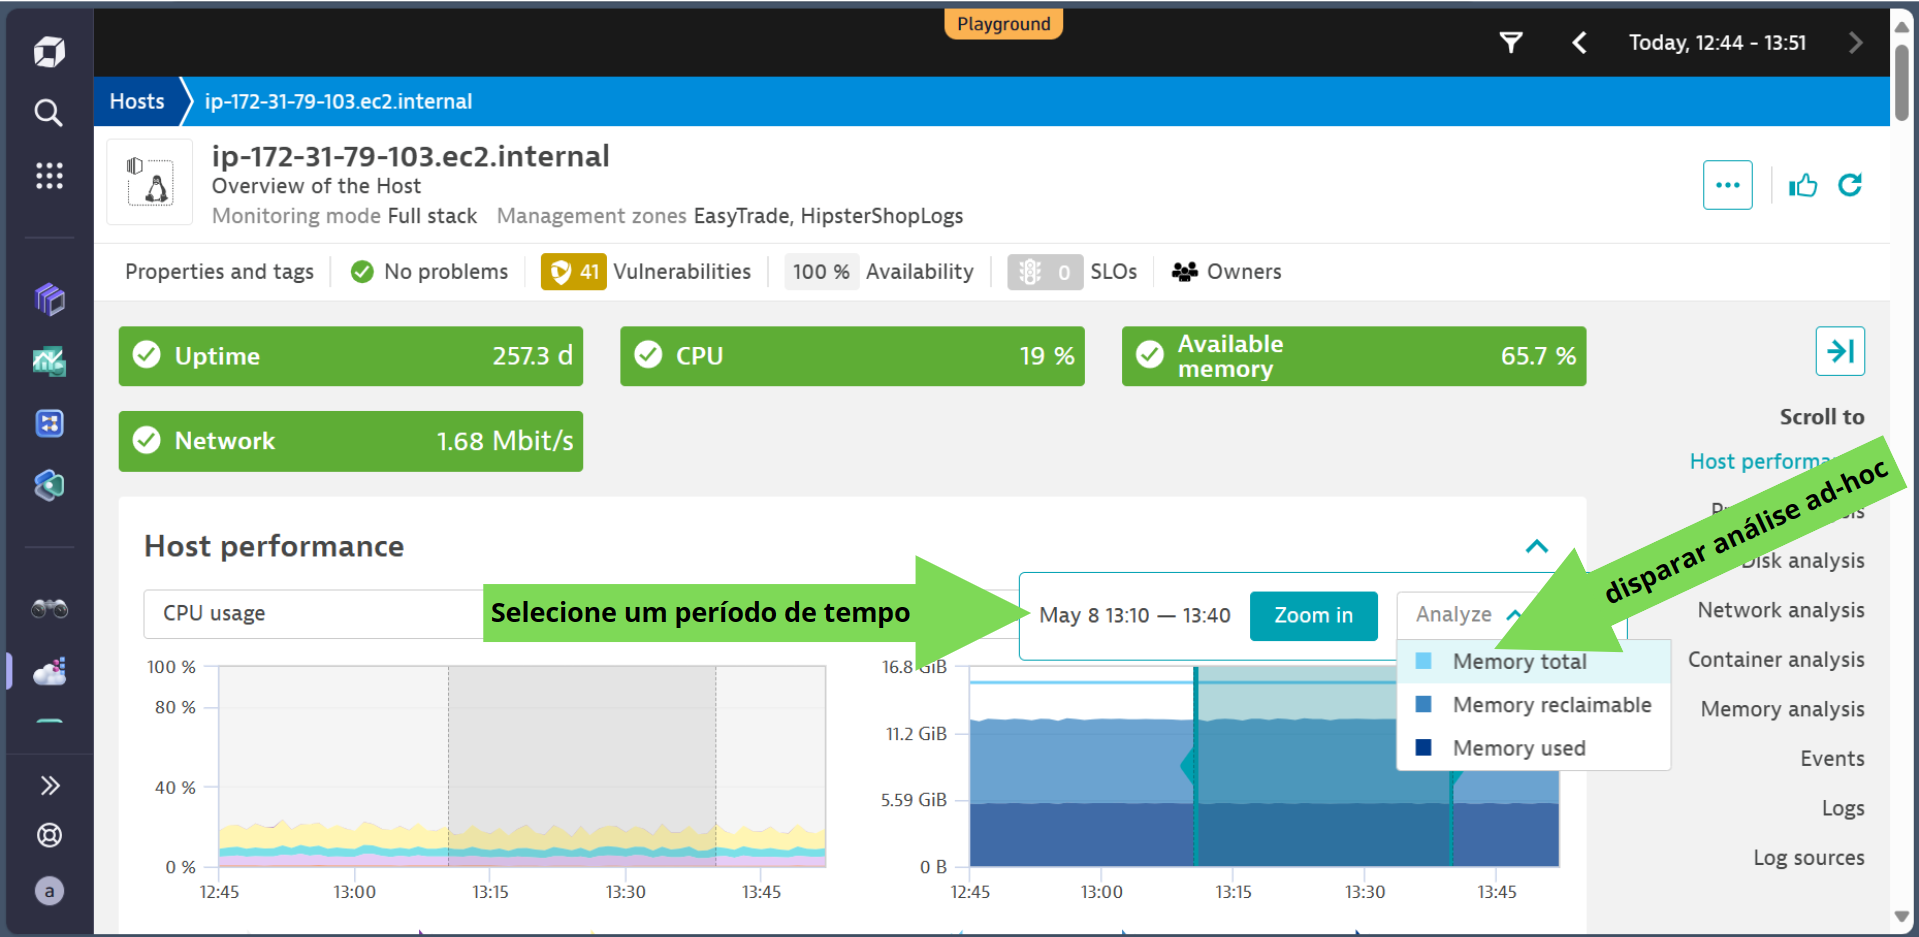 Playground
Today, 12:44 - 13:51
Hosts
ip-172-31-79-103.ec2.internal
ip-172-31-79-103.ec2.internal
Overview of the Host
Monitoring mode Full stack Management zones EasyTrade, HipsterShopLogs
Properties and tags
No problems
41 Vulnerabilities
100 % Availability
0 SLOs
Owners
Uptime 257.3 d
CPU 19 %
Available memory 65.7 %
Network 1.68 Mbit/s
Scroll to
Host performa
disparar análise ad-hoc
Disk analysis
Network analysis
Container analysis
Memory analysis
Events
Logs
Log sources
Host performance
CPU usage
Selecione um período de tempo
May 8 13:10 — 13:40
Zoom in
Analyze
Memory total
Memory reclaimable
Memory used
100 %
80 %
40 %
0 %
12:45 13:00 13:15 13:30 13:45
16.8 GiB
11.2 GiB
5.59 GiB
0 B
12:45 13:00 13:15 13:30 13:45
a